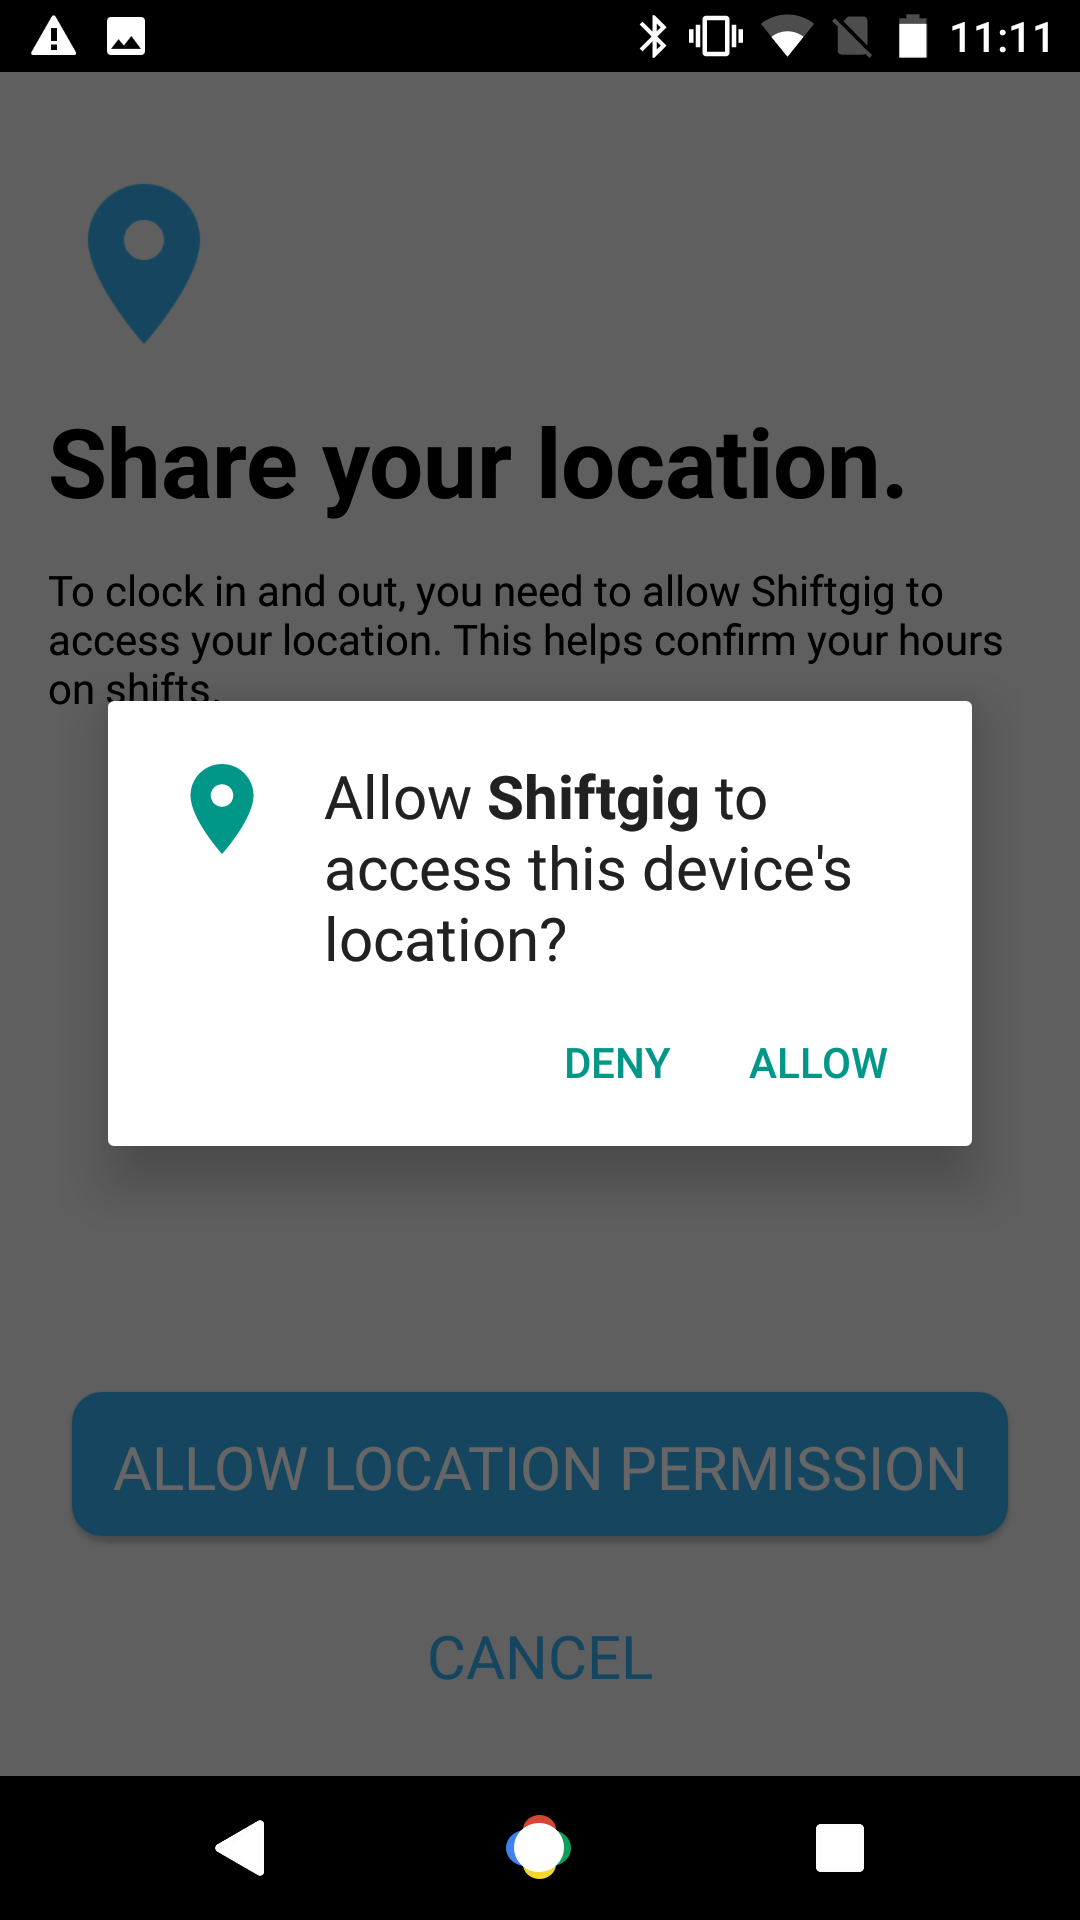 11:11
Share your location.
To clock in and out, you need to allow Shiftgig to
access your location. This helps confirm your hours
on shifts.
Allow Shiftgig to
access this device's
location?
DENY ALLOW
ALLOW LOCATION PERMISSION
CANCEL